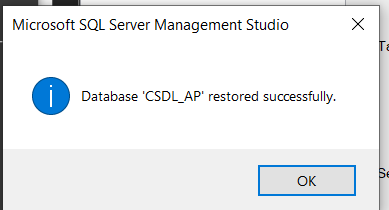 Microsoft SQL Server Management Studio
Database 'CSDL_AP' restored successfully.
OK